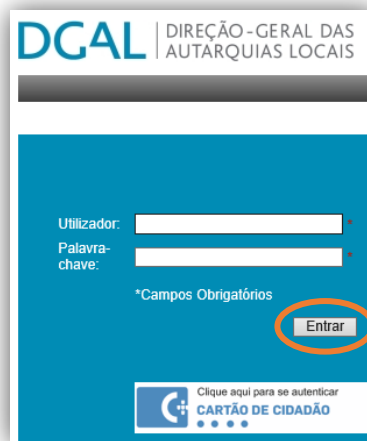 DGAL
DIREÇÃO-GERAL DAS
AUTARQUIAS LOCAIS
Utilizador: *
Palavra-
chave: *
*Campos Obrigatórios
Entrar
Clique aqui para se autenticar
CARTÃO DE CIDADÃO